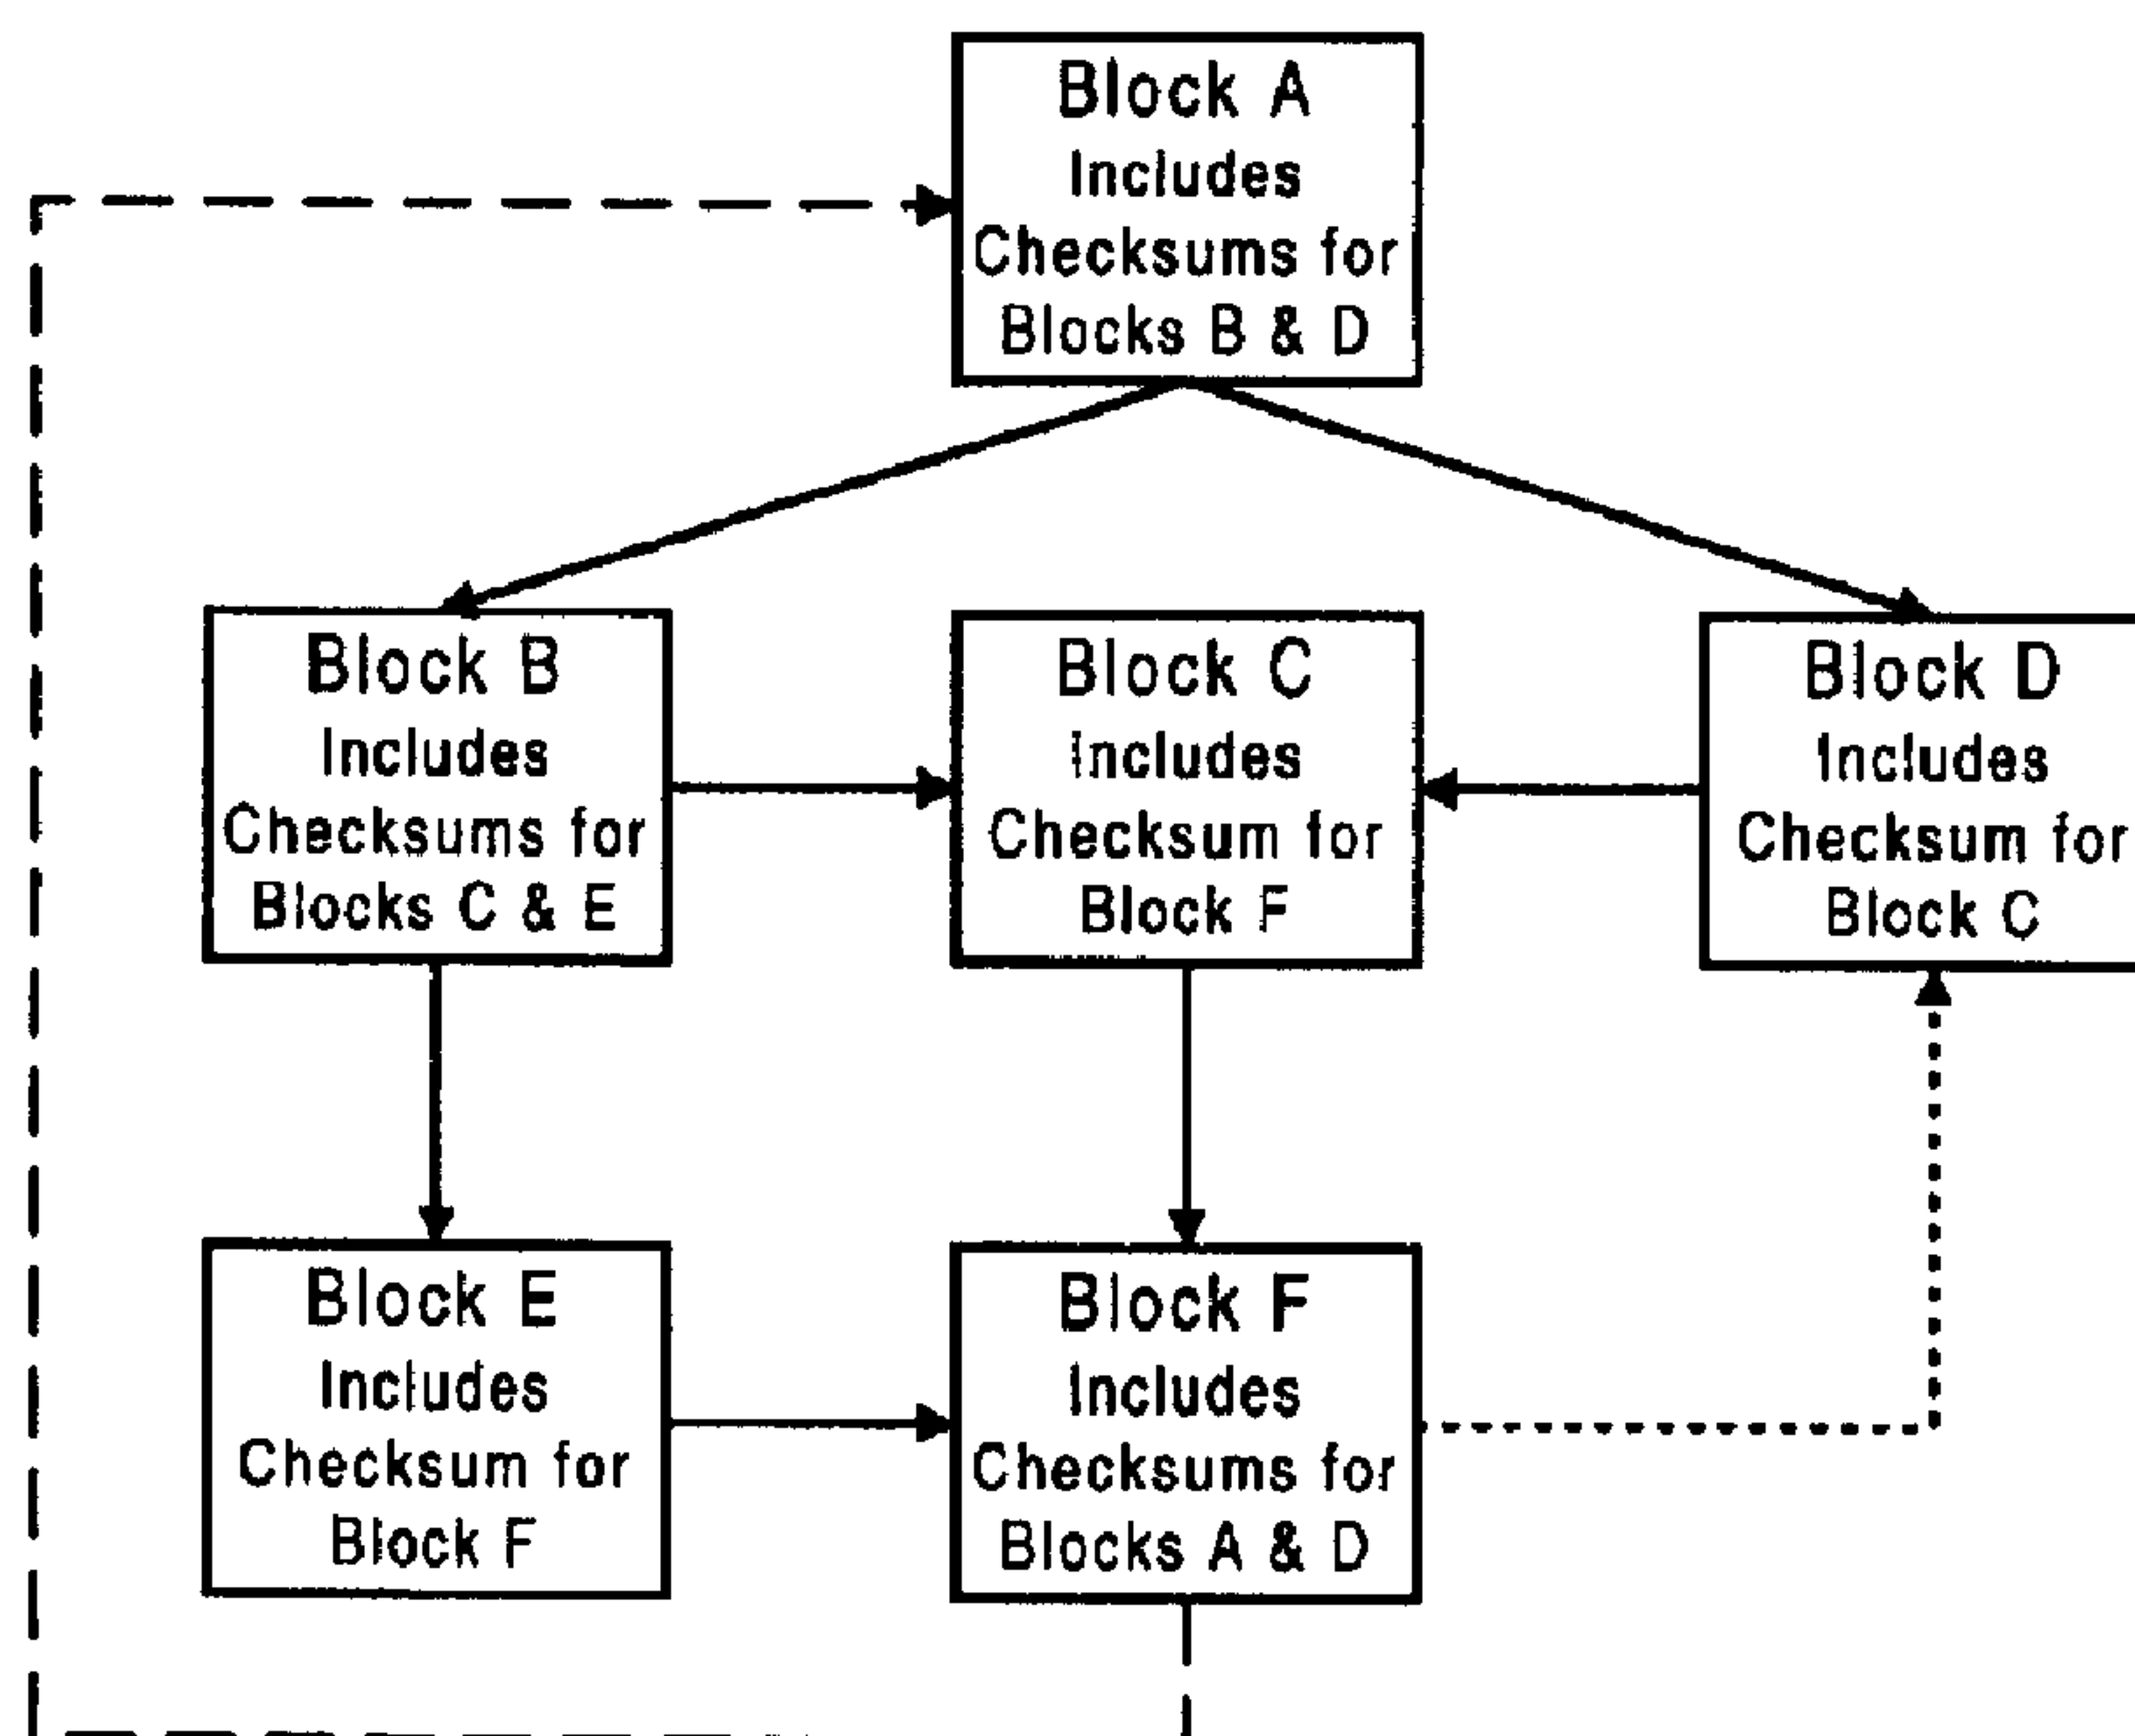 Block A
Includes
Checksums for
Blocks B & D
Block B
Includes
Checksums for
Blocks C & E
Block C
Includes
Checksum for
Block F
Block D
Includes
Checksum for
Block C
Block E
Includes
Checksum for
Block F
Block F
Includes
Checksums for
Blocks A & D